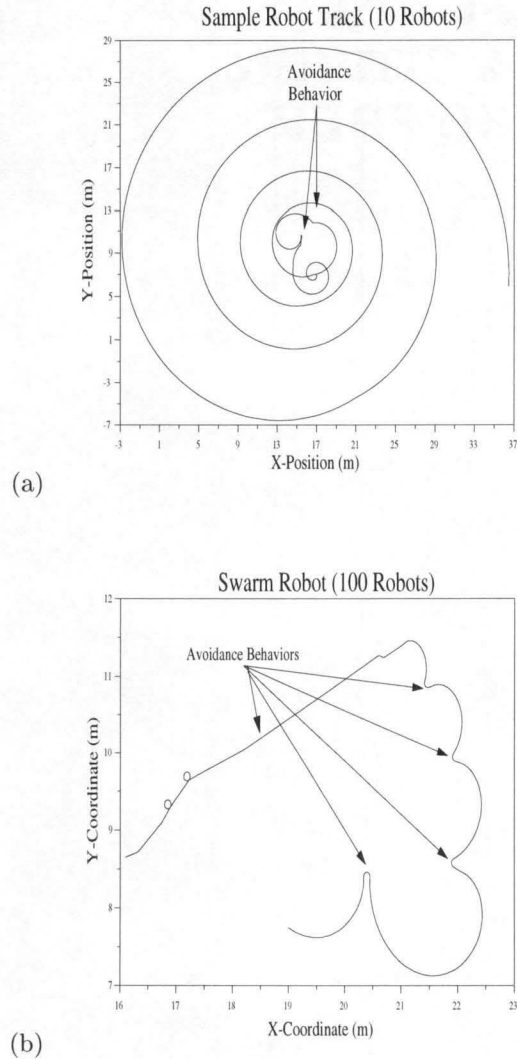 Sample Robot Track (10 Robots)
29
25
21
17
13
9
5
1
-3
-7
Y-Position (m)
Avoidance
Behavior
-3 1 5 9 13 17 21 25 29 33 37
X-Position (m)
(a)
Swarm Robot (100 Robots)
12
11
10
9
8
7
Y-Coordinate (m)
Avoidance Behaviors
16 17 18 19 20 21 22 23
X-Coordinate (m)
(b)